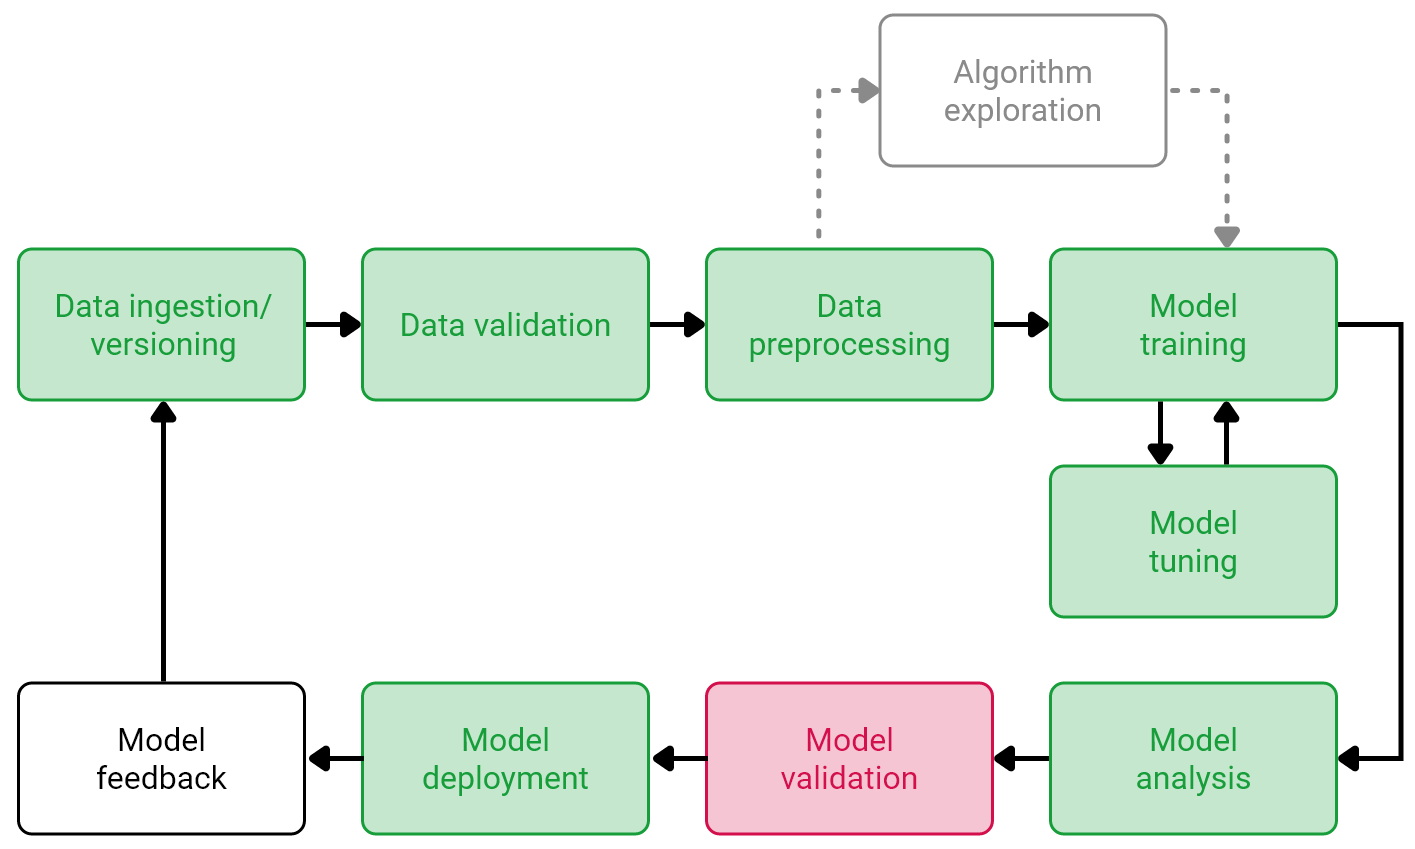 Algorithm
exploration
Data ingestion/
versioning
Data validation
Data
preprocessing
Model
training
Model
tuning
Model
feedback
Model
deployment
Model
validation
Model
analysis